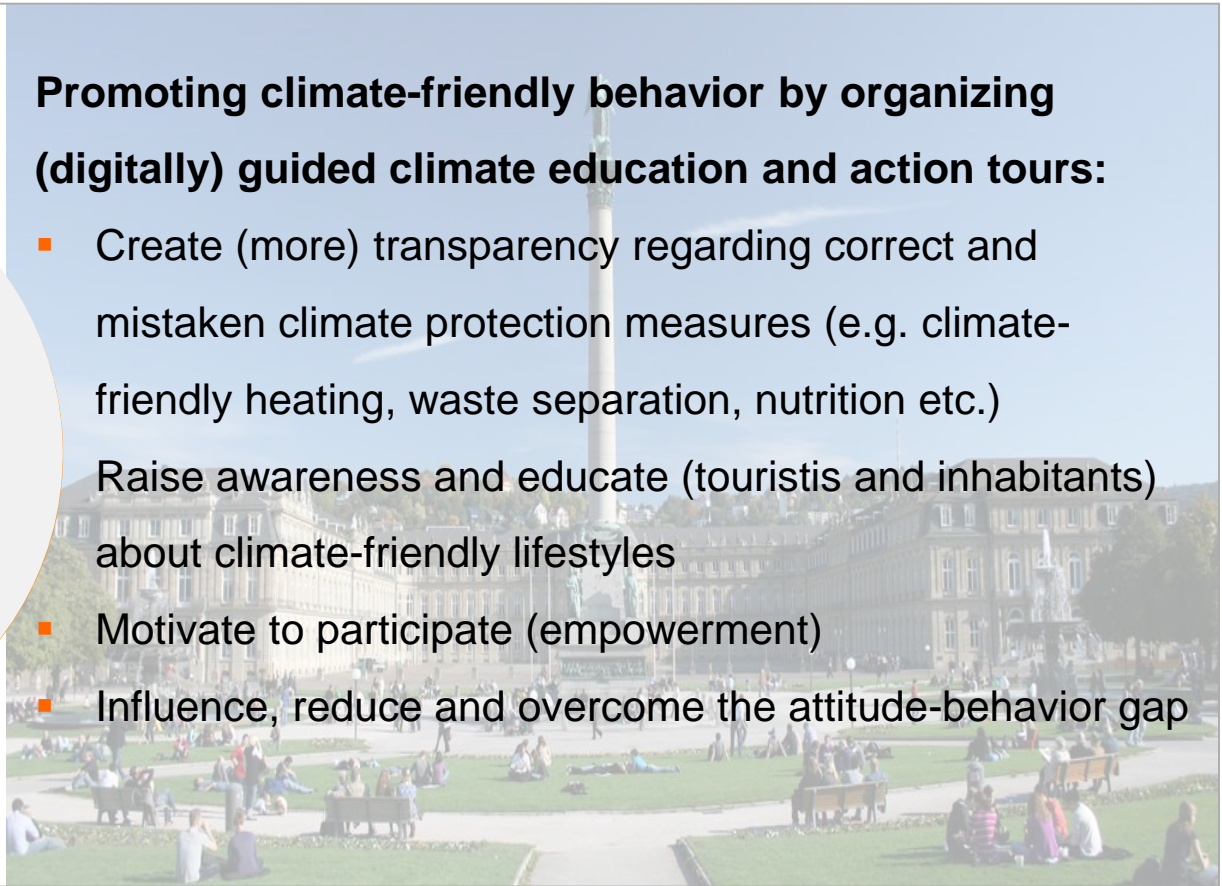 Promoting climate-friendly behavior by organizing
(digitally) guided climate education and action tours:
▪ Create (more) transparency regarding correct and
mistaken climate protection measures (e.g. climate-
friendly heating, waste separation, nutrition etc.)
Raise awareness and educate (touristis and inhabitants)
about climate-friendly lifestyles
▪ Motivate to participate (empowerment)
▪ Influence, reduce and overcome the attitude-behavior gap